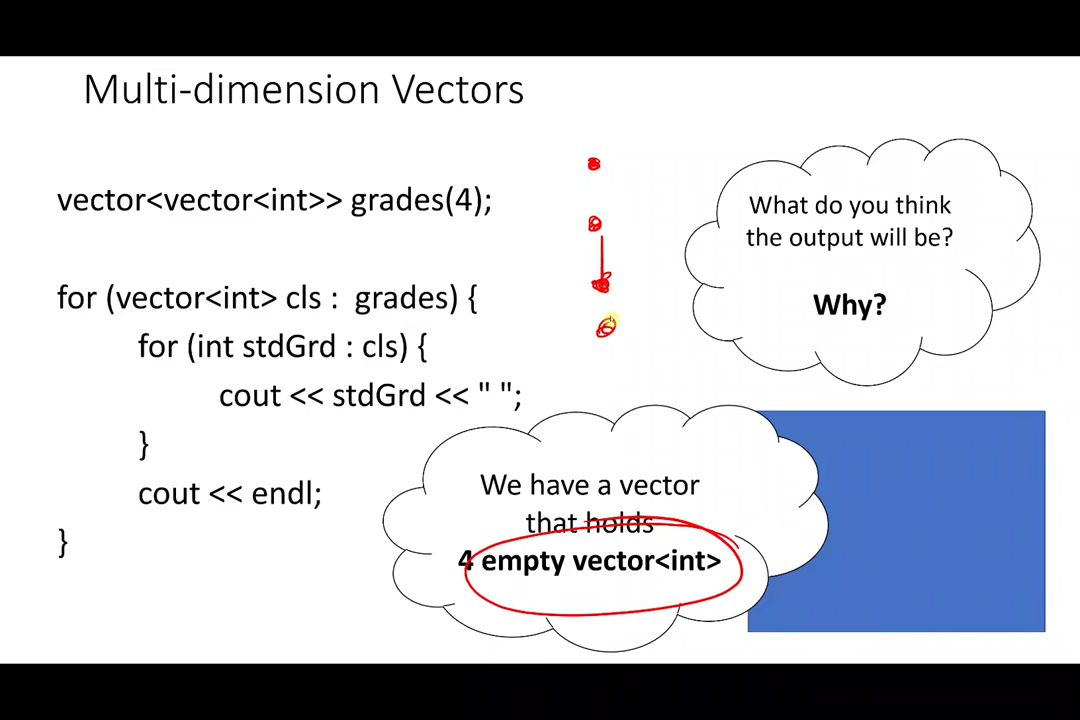 Multi-dimension Vectors
vector<vector<int>> grades(4);
for (vector<int> cls : grades) {
for (int stdGrd : cls) {
cout << stdGrd << " ";
}
cout << endl;
}
What do you think
the output will be?
Why?
We have a vector
that holds
4 empty vector<int>